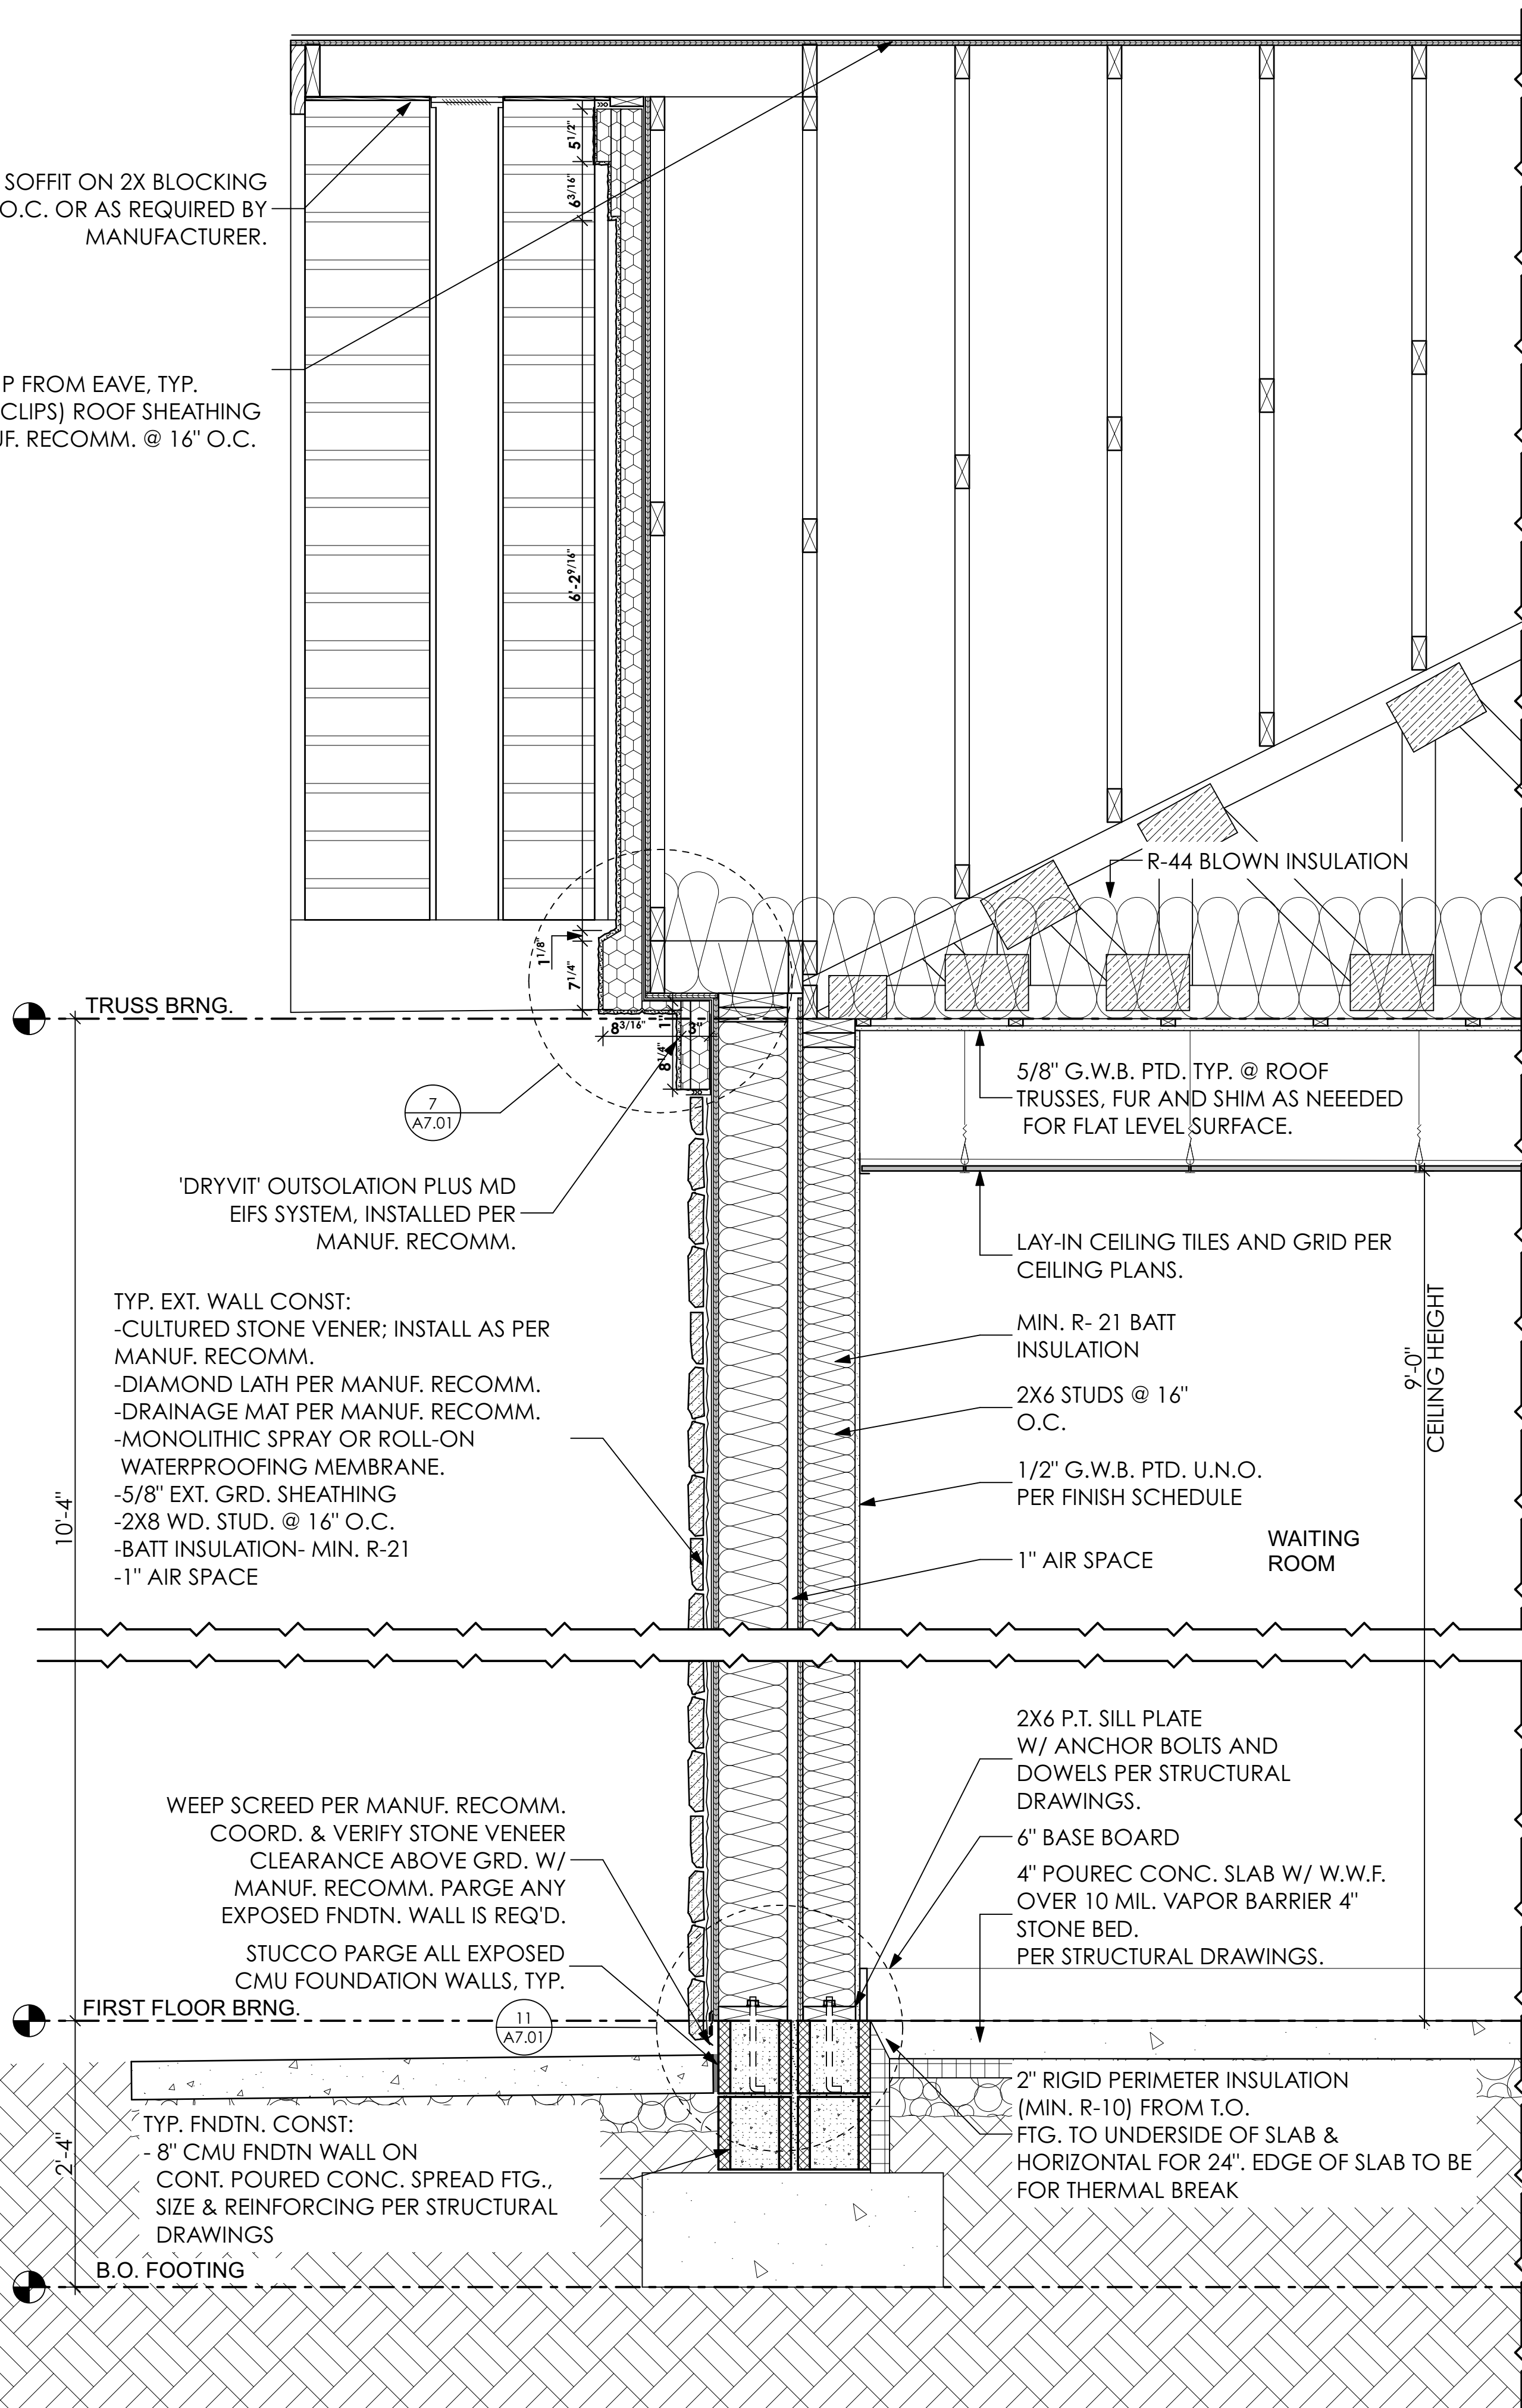 SOFFIT ON 2X BLOCKING
O.C. OR AS REQUIRED BY
MANUFACTURER.
P FROM EAVE, TYP.
CLIPS) ROOF SHEATHING
UF. RECOMM. @ 16" O.C.
5 1/2"
6 3/16"
6'-2 9/16"
1 1/8"
7 1/4"
R-44 BLOWN INSULATION
TRUSS BRNG.
8 3/16"
1"
3"
8 1/4"
7
A7.01
5/8" G.W.B. PTD. TYP. @ ROOF
TRUSSES, FUR AND SHIM AS NEEEDED
FOR FLAT LEVEL SURFACE.
'DRYVIT' OUTSOLATION PLUS MD
EIFS SYSTEM, INSTALLED PER
MANUF. RECOMM.
LAY-IN CEILING TILES AND GRID PER
CEILING PLANS.
TYP. EXT. WALL CONST:
-CULTURED STONE VENER; INSTALL AS PER
MANUF. RECOMM.
-DIAMOND LATH PER MANUF. RECOMM.
-DRAINAGE MAT PER MANUF. RECOMM.
-MONOLITHIC SPRAY OR ROLL-ON
WATERPROOFING MEMBRANE.
-5/8" EXT. GRD. SHEATHING
-2X8 WD. STUD. @ 16" O.C.
-BATT INSULATION- MIN. R-21
-1" AIR SPACE
MIN. R- 21 BATT
INSULATION
2X6 STUDS @ 16"
O.C.
1/2" G.W.B. PTD. U.N.O.
PER FINISH SCHEDULE
1" AIR SPACE
WAITING
ROOM
9'-0"
CEILING HEIGHT
10'-4"
2X6 P.T. SILL PLATE
W/ ANCHOR BOLTS AND
DOWELS PER STRUCTURAL
DRAWINGS.
6" BASE BOARD
4" POUREC CONC. SLAB W/ W.W.F.
OVER 10 MIL. VAPOR BARRIER 4"
STONE BED.
PER STRUCTURAL DRAWINGS.
WEEP SCREED PER MANUF. RECOMM.
COORD. & VERIFY STONE VENEER
CLEARANCE ABOVE GRD. W/
MANUF. RECOMM. PARGE ANY
EXPOSED FNDTN. WALL IS REQ'D.
STUCCO PARGE ALL EXPOSED
CMU FOUNDATION WALLS, TYP.
FIRST FLOOR BRNG.
11
A7.01
2" RIGID PERIMETER INSULATION
(MIN. R-10) FROM T.O.
FTG. TO UNDERSIDE OF SLAB &
HORIZONTAL FOR 24". EDGE OF SLAB TO BE
FOR THERMAL BREAK
TYP. FNDTN. CONST:
- 8" CMU FNDTN WALL ON
CONT. POURED CONC. SPREAD FTG.,
SIZE & REINFORCING PER STRUCTURAL
DRAWINGS
2'-4"
B.O. FOOTING